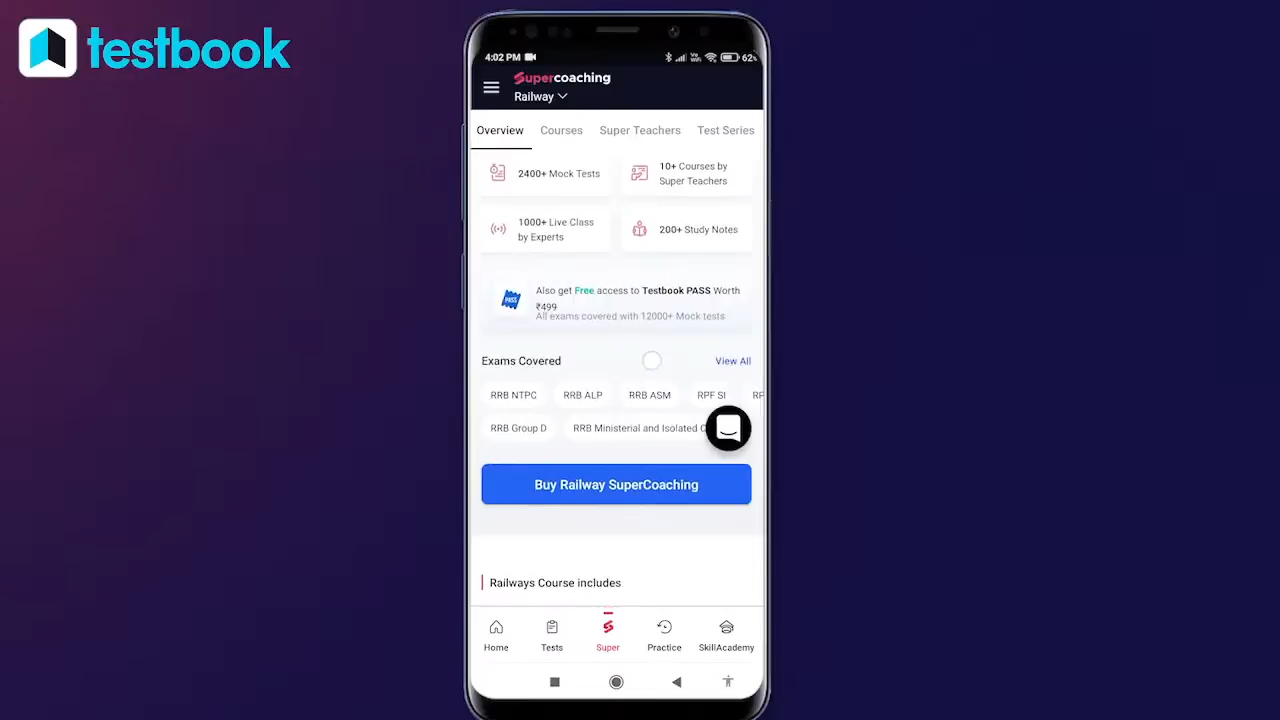 testbook
4:02 PM
62%
Supercoaching
Railway
Overview Courses Super Teachers Test Series
2400+ Mock Tests
10+ Courses by
Super Teachers
1000+ Live Class
by Experts
200+ Study Notes
PASS
Also get Free access to Testbook PASS Worth
₹499
All exams covered with 12000+ Mock tests
Exams Covered
View All
RRB NTPC RRB ALP RRB ASM RPF SI
RRB Group D RRB Ministerial and Isolated
Buy Railway SuperCoaching
Railways Course includes
Home Tests Super Practice SkillAcademy